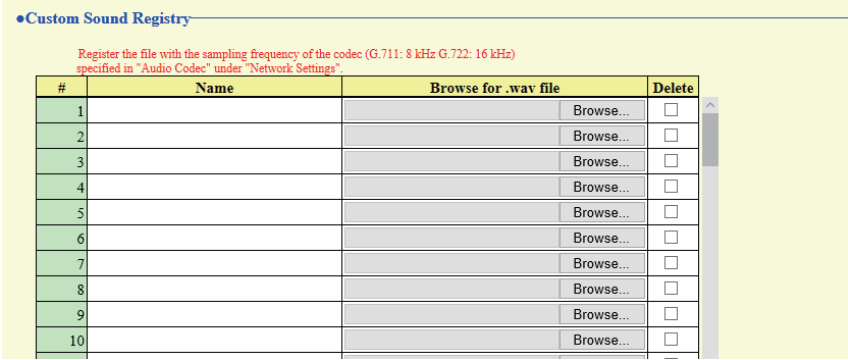 ●Custom Sound Registry
Register the file with the sampling frequency of the codec (G.711: 8 kHz G.722: 16 kHz)
specified in "Audio Codec" under "Network Settings".
# Name Browse for .wav file Delete
1 Browse...
2 Browse...
3 Browse...
4 Browse...
5 Browse...
6 Browse...
7 Browse...
8 Browse...
9 Browse...
10 Browse...